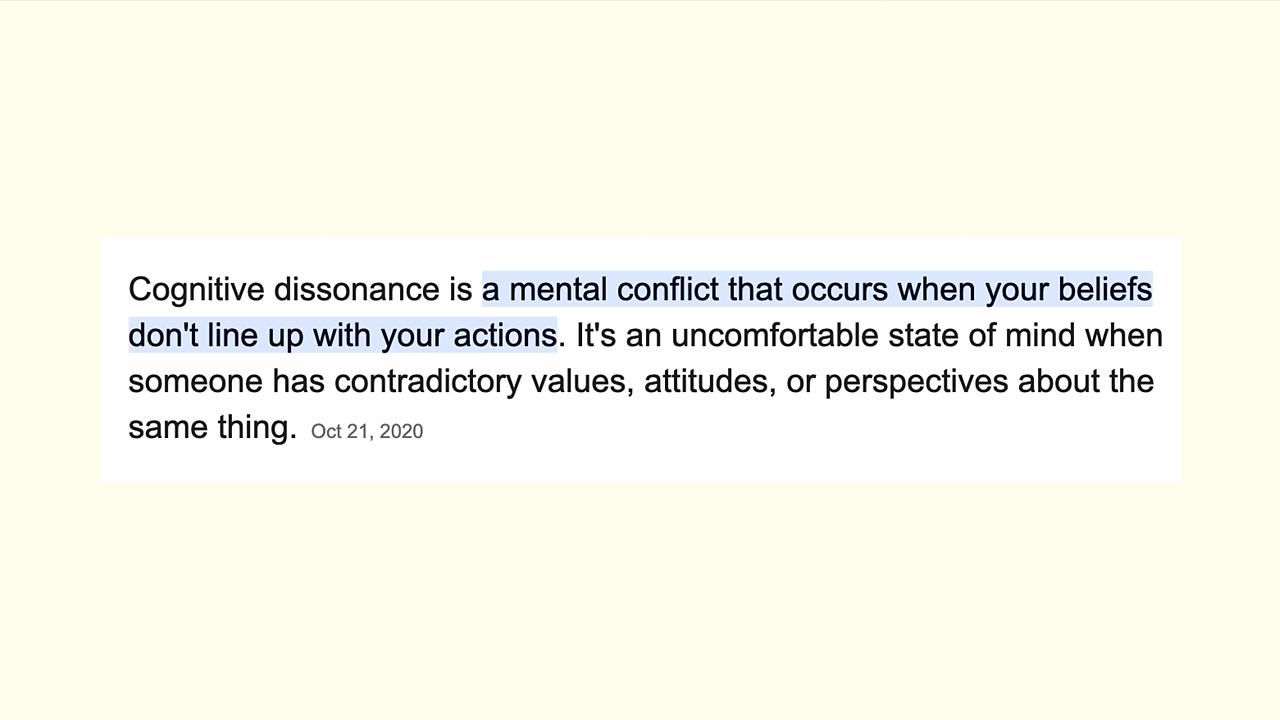 Cognitive dissonance is a mental conflict that occurs when your beliefs
don't line up with your actions. It's an uncomfortable state of mind when
someone has contradictory values, attitudes, or perspectives about the
same thing. Oct 21, 2020